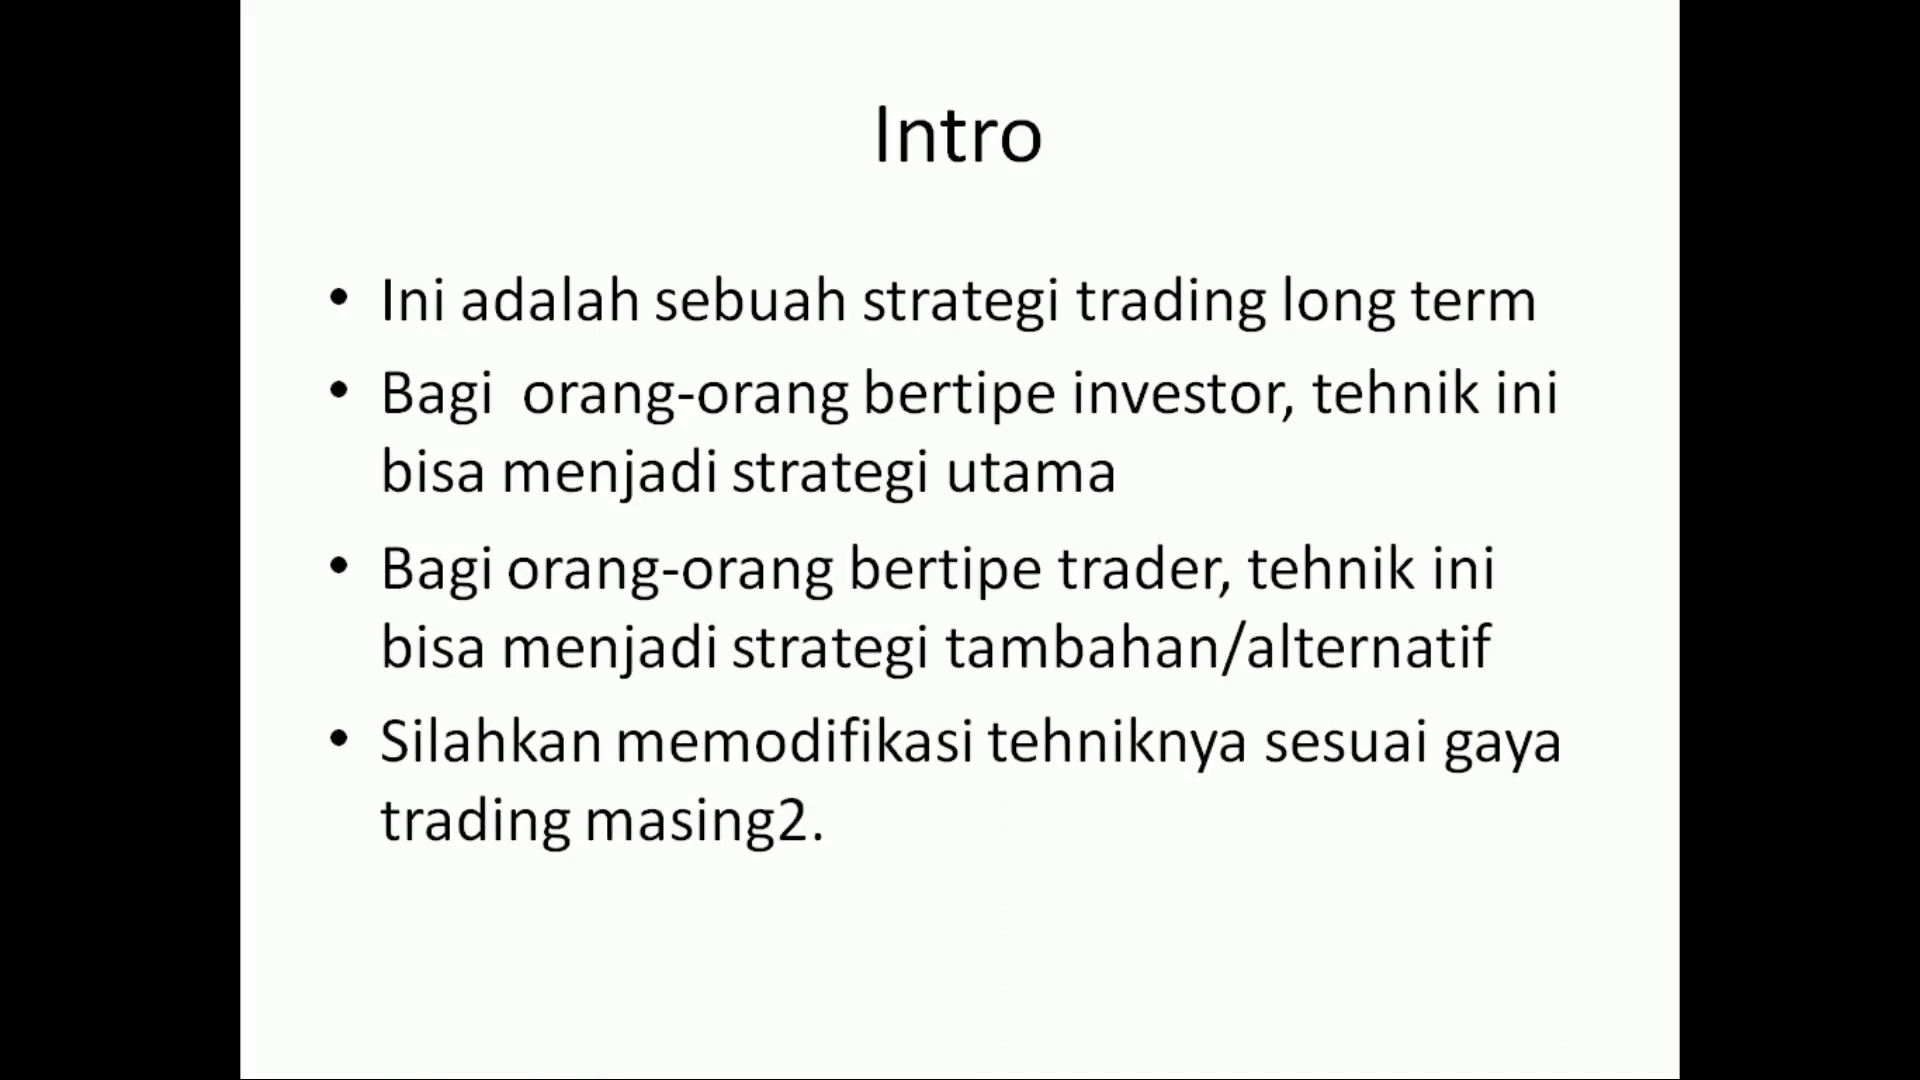 Intro
• Ini adalah sebuah strategi trading long term
• Bagi  orang-orang bertipe investor, tehnik ini
bisa menjadi strategi utama
• Bagi orang-orang bertipe trader, tehnik ini
bisa menjadi strategi tambahan/alternatif
• Silahkan memodifikasi tehniknya sesuai gaya
trading masing2.